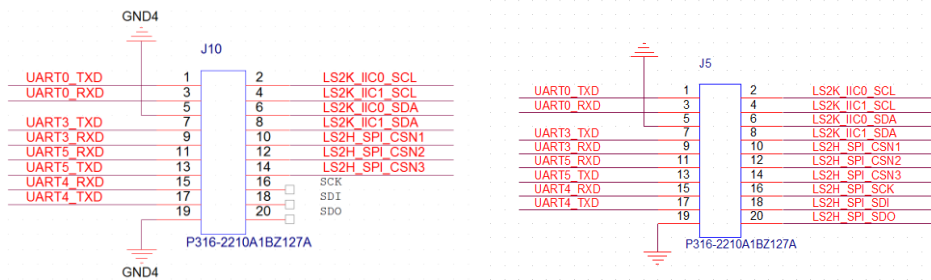 GND4
J10
UART0_TXD 1 2 LS2K_IIC0_SCL
UART0_RXD 3 4 LS2K_IIC1_SCL
5 6 LS2K_IIC0_SDA
UART3_TXD 7 8 LS2K_IIC1_SDA
UART3_RXD 9 10 LS2H_SPI_CSN1
UART5_RXD 11 12 LS2H_SPI_CSN2
UART5_TXD 13 14 LS2H_SPI_CSN3
UART4_RXD 15 16 SCK
UART4_TXD 17 18 SDI
19 20 SDO
P316-2210A1BZ127A
GND4
J5
UART0_TXD 1 2 LS2K_IIC0_SCL
UART0_RXD 3 4 LS2K_IIC1_SCL
5 6 LS2K_IIC0_SDA
UART3_TXD 7 8 LS2K_IIC1_SDA
UART3_RXD 9 10 LS2H_SPI_CSN1
UART5_RXD 11 12 LS2H_SPI_CSN2
UART5_TXD 13 14 LS2H_SPI_CSN3
UART4_RXD 15 16 LS2H_SPI_SCK
UART4_TXD 17 18 LS2H_SPI_SDI
19 20 LS2H_SPI_SDO
P316-2210A1BZ127A